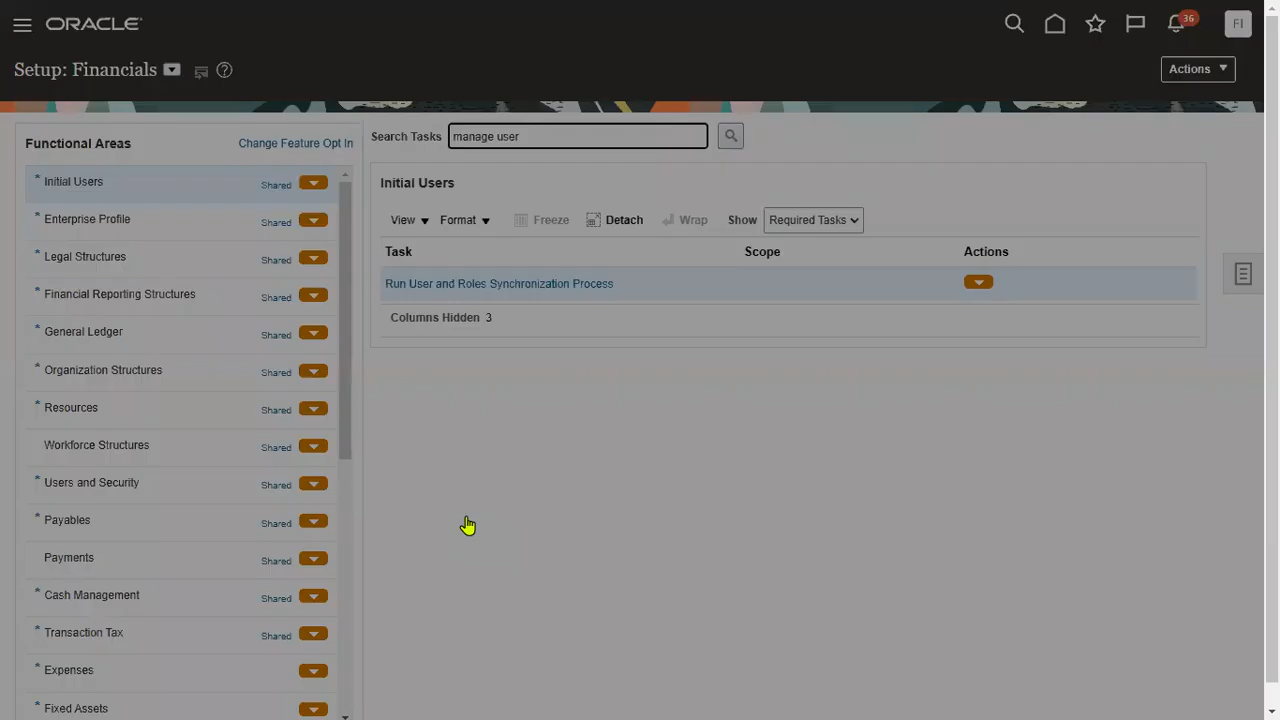 ORACLE
36
FI
Setup: Financials
Actions
Functional Areas
Change Feature Opt In
* Initial Users Shared
* Enterprise Profile Shared
* Legal Structures Shared
* Financial Reporting Structures Shared
* General Ledger Shared
* Organization Structures Shared
* Resources Shared
Workforce Structures Shared
* Users and Security Shared
* Payables Shared
Payments Shared
* Cash Management Shared
* Transaction Tax Shared
* Expenses
* Fixed Assets
Search Tasks manage user
Initial Users
View Format Freeze Detach Wrap Show Required Tasks
Task Scope Actions
Run User and Roles Synchronization Process
Columns Hidden 3